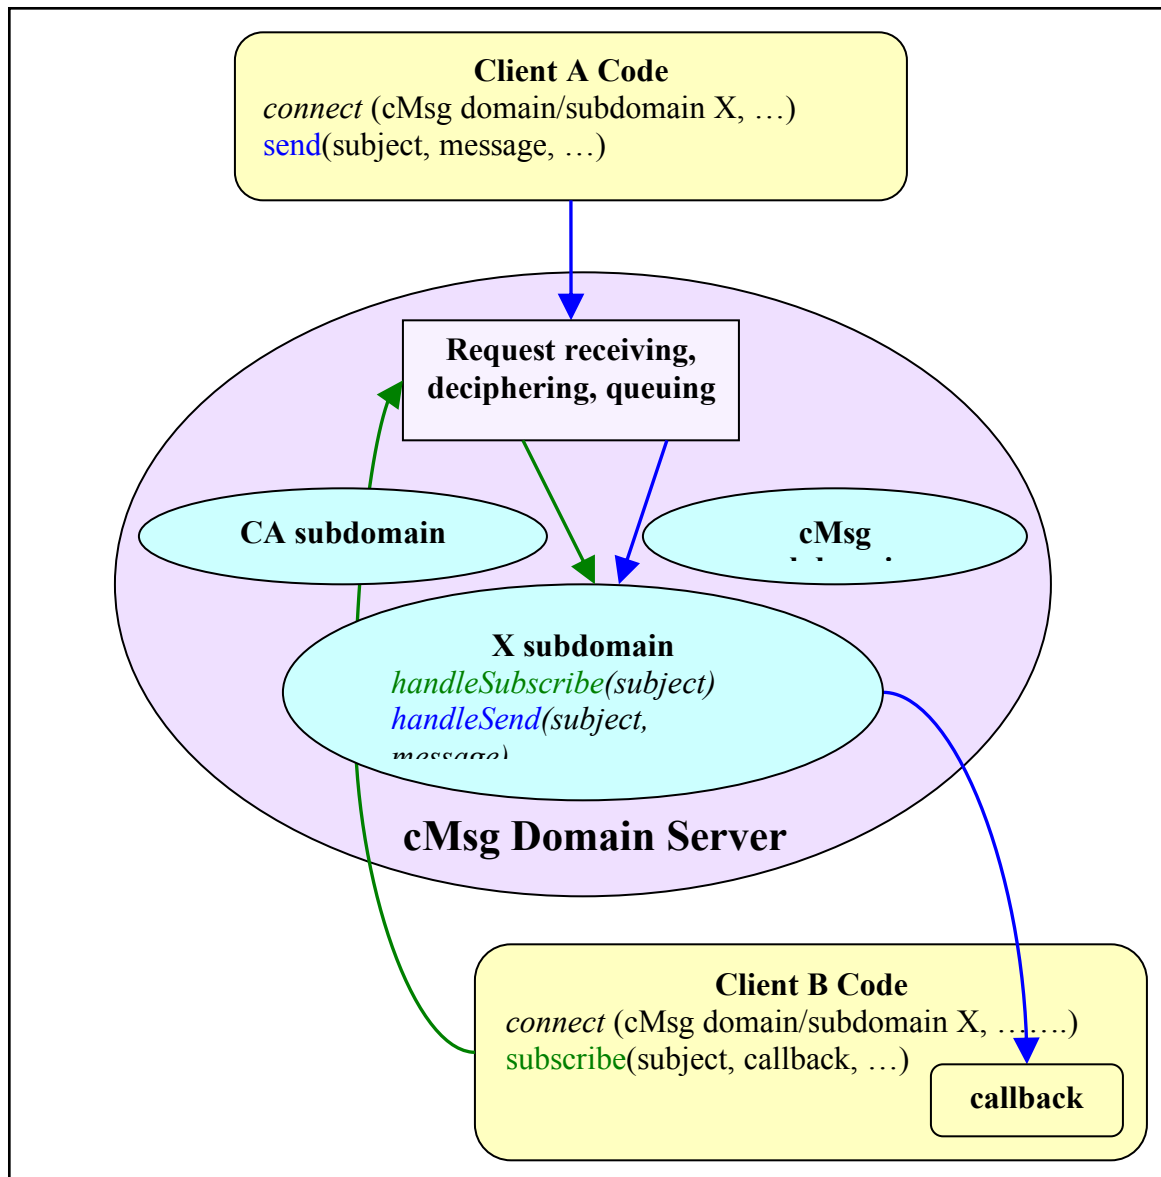 Client A Code
connect (cMsg domain/subdomain X, …)
send(subject, message, …)
Request receiving,
deciphering, queuing
CA subdomain
cMsg
X subdomain
handleSubscribe(subject)
handleSend(subject,
message)
cMsg Domain Server
Client B Code
connect (cMsg domain/subdomain X, …….)
subscribe(subject, callback, …)
callback